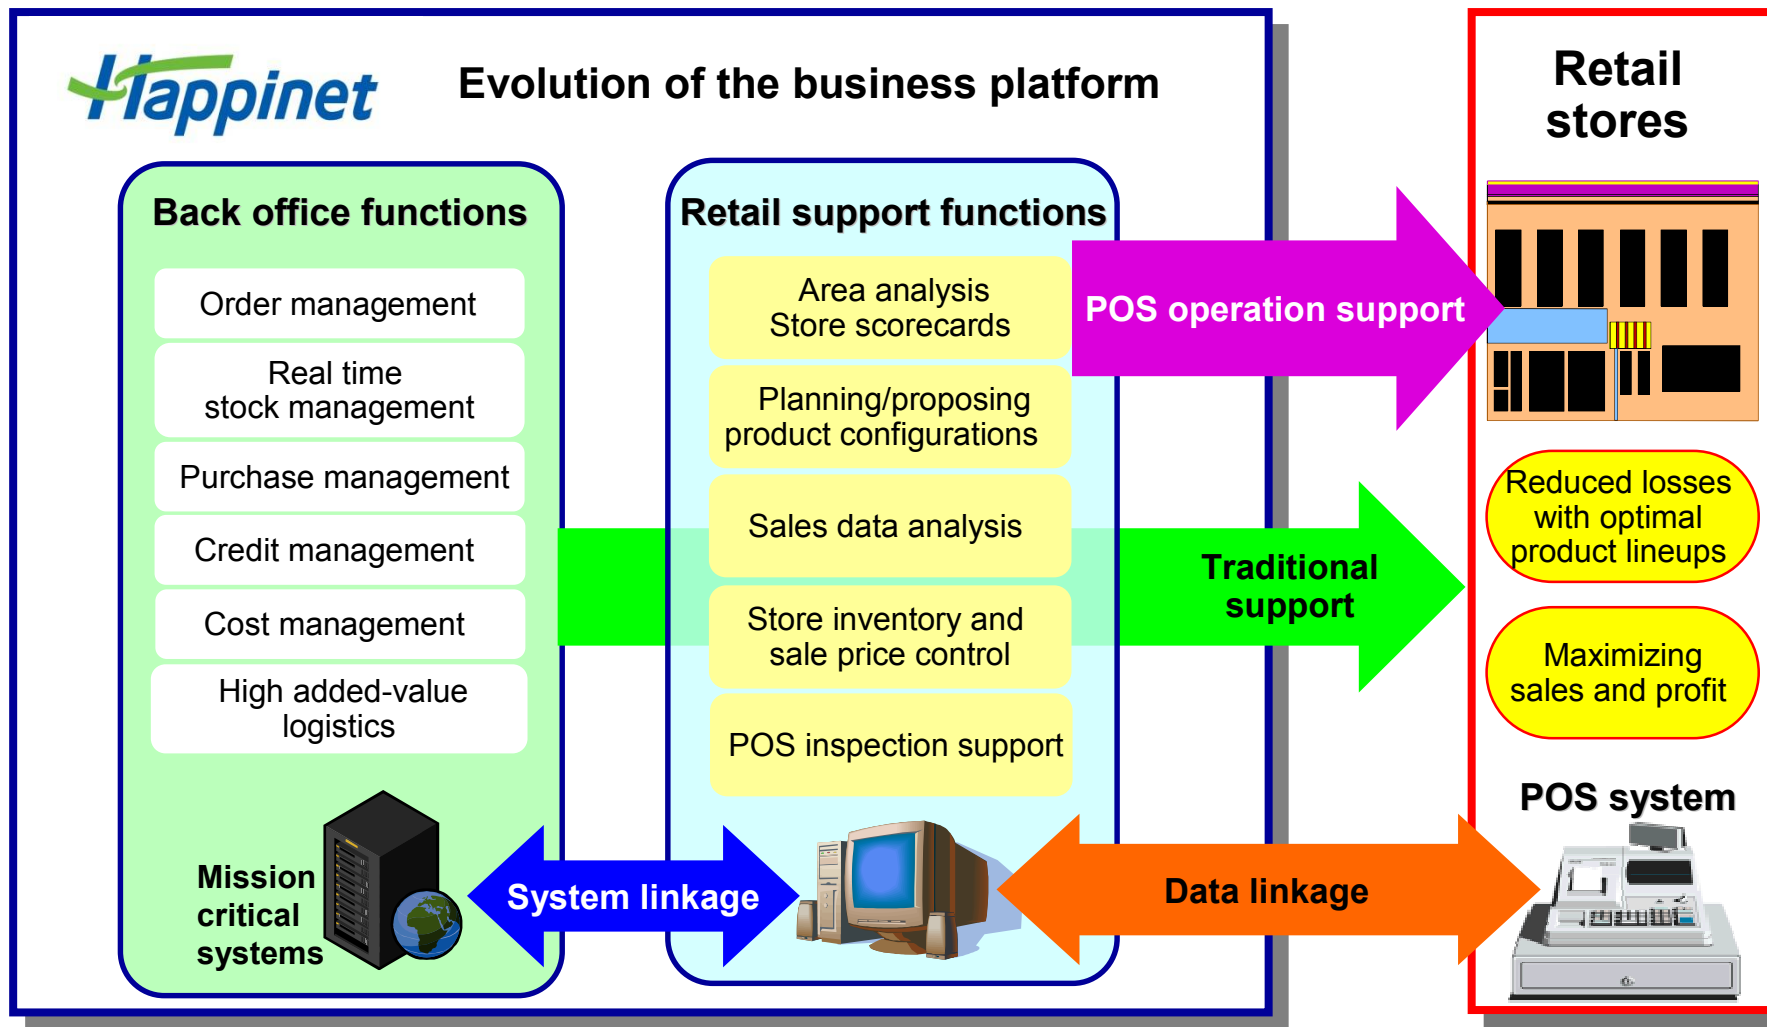 Happinet
Evolution of the business platform
Back office functions
Order management
Real time
stock management
Purchase management
Credit management
Cost management
High added-value
logistics
Mission
critical
systems
System linkage
Retail support functions
Area analysis
Store scorecards
Planning/proposing
product configurations
Sales data analysis
Store inventory and
sale price control
POS inspection support
POS operation support
Traditional
support
Data linkage
Retail
stores
Reduced losses
with optimal
product lineups
Maximizing
sales and profit
POS system